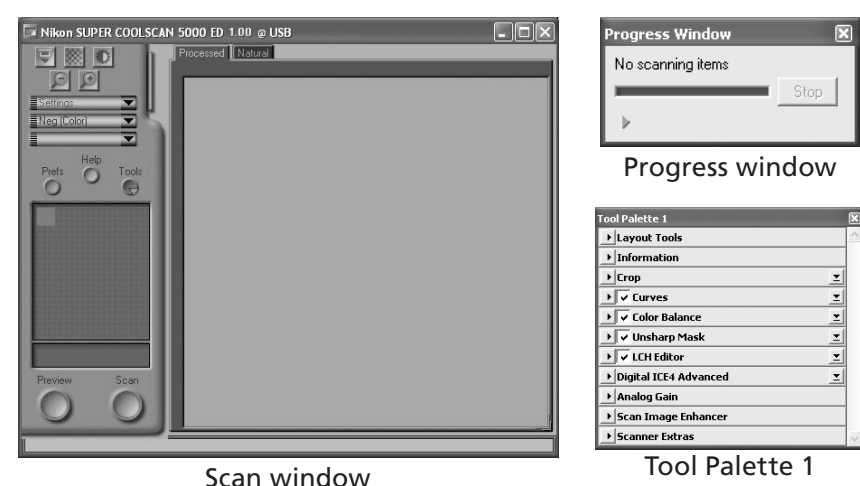 Nikon SUPER COOLSCAN 5000 ED 1.00 @ USB
Processed Natural
Settings
Neg (Color)
Prefs Help Tools
Preview Scan
Scan window
Progress Window
No scanning items
Stop
Progress window
Tool Palette 1
Layout Tools
Information
Crop
Curves
Color Balance
Unsharp Mask
LCH Editor
Digital ICE4 Advanced
Analog Gain
Scan Image Enhancer
Scanner Extras
Tool Palette 1